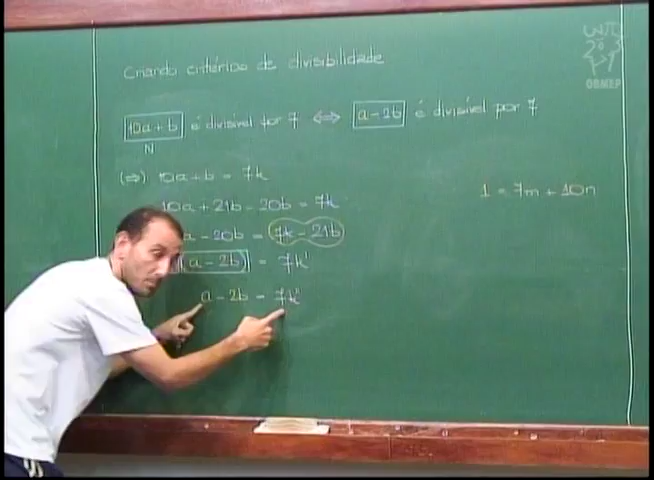 Criando critérios de divisibilidade
10a + b é divisível por 7 ⟺ a - 2b é divisível por 7
N
(⇒) 10a + b = 7k
10a + 21b - 20b = 7k
a - 20b = 7k - 21b
(a - 2b) = 7k'
a - 2b = 7k"
1 = 7m + 10n
OBMEP